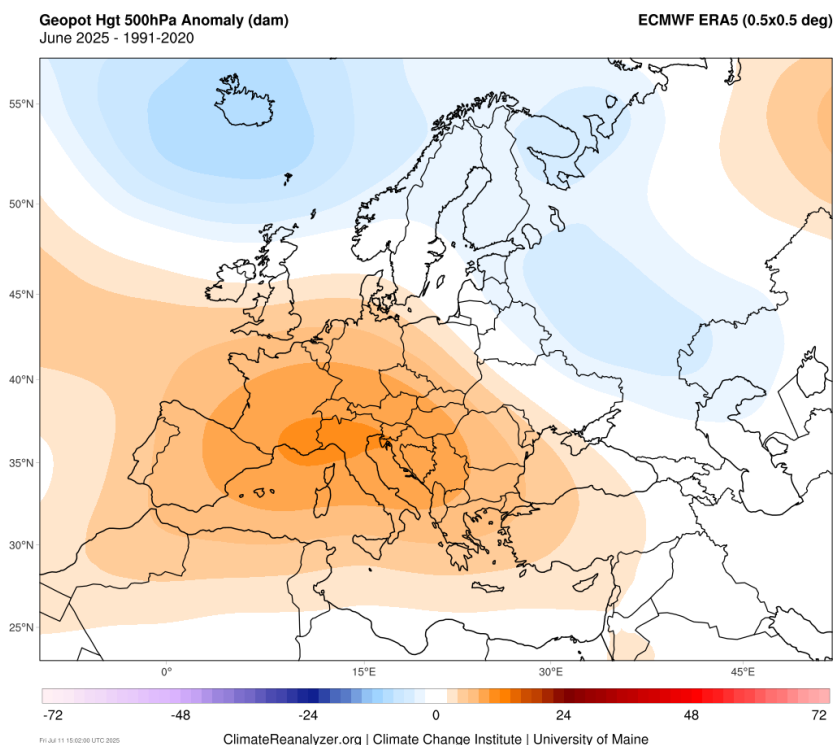 Geopot Hgt 500hPa Anomaly (dam)
ECMWF ERA5 (0.5x0.5 deg)
June 2025 - 1991-2020
55°N
50°N
45°N
40°N
35°N
30°N
25°N
0°
15°E
30°E
45°E
-72
-48
-24
0
24
48
72
Fri Jul 11 15:02:00 UTC 2025
ClimateReanalyzer.org | Climate Change Institute | University of Maine